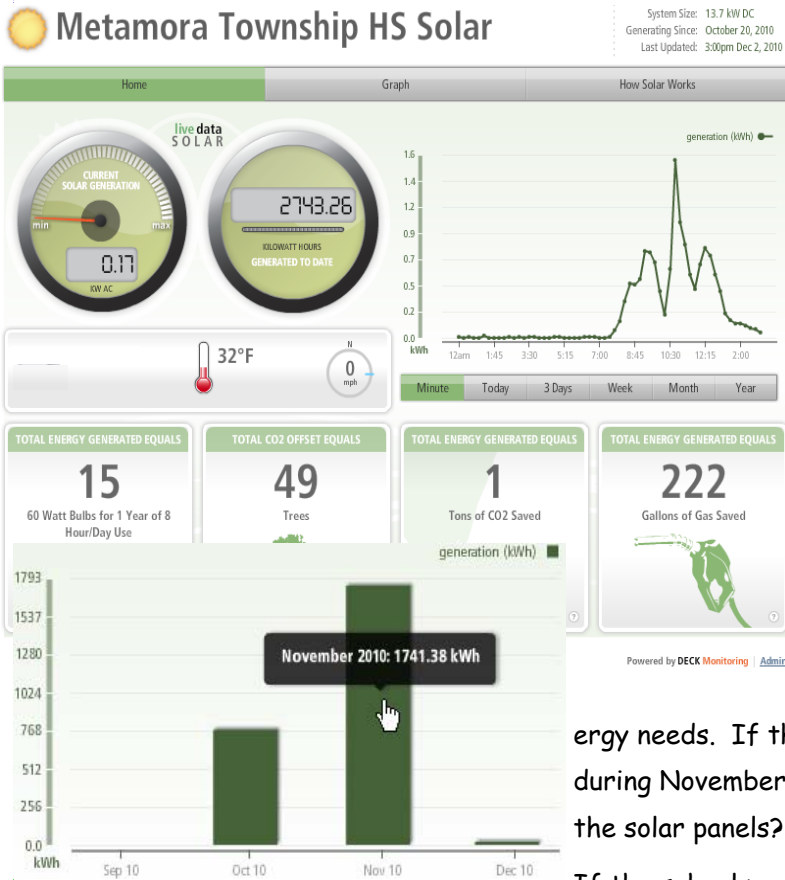 Metamora Township HS Solar
System Size: 13.7 kW DC
Generating Since: October 20, 2010
Last Updated: 3:00pm Dec 2, 2010
Home
Graph
How Solar Works
live data
SOLAR
CURRENT
SOLAR GENERATION
min
max
0.17
KW AC
2743.26
KILOWATT HOURS
GENERATED TO DATE
generation (kWh)
1.6
1.4
1.2
0.9
0.7
0.5
0.2
0.0
kWh
12am 1:45 3:30 5:15 7:00 8:45 10:30 12:15 2:00
32°F
N
0
mph
Minute Today 3 Days Week Month Year
TOTAL ENERGY GENERATED EQUALS
15
60 Watt Bulbs for 1 Year of 8
Hour/Day Use
TOTAL CO2 OFFSET EQUALS
49
Trees
TOTAL ENERGY GENERATED EQUALS
1
Tons of CO2 Saved
?
TOTAL ENERGY GENERATED EQUALS
222
Gallons of Gas Saved
?
generation (kWh)
1793
1537
1280
1024
768
512
256
0.0
kWh
November 2010: 1741.38 kWh
Sep 10 Oct 10 Nov 10 Dec 10
Powered by DECK Monitoring | Admin
ergy needs. If th
during November
the solar panels?